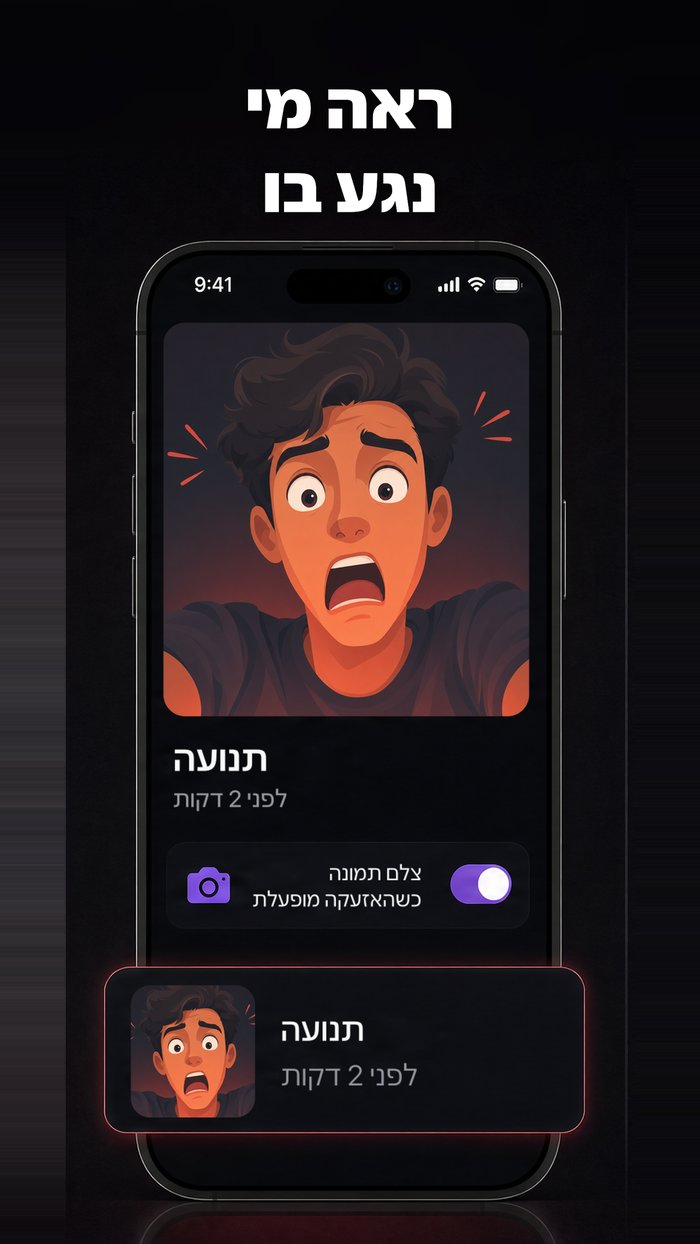 ראה מי
נגע בו
9:41
תנועה
לפני 2 דקות
צלם תמונה
כשהאזעקה מופעלת
תנועה
לפני 2 דקות